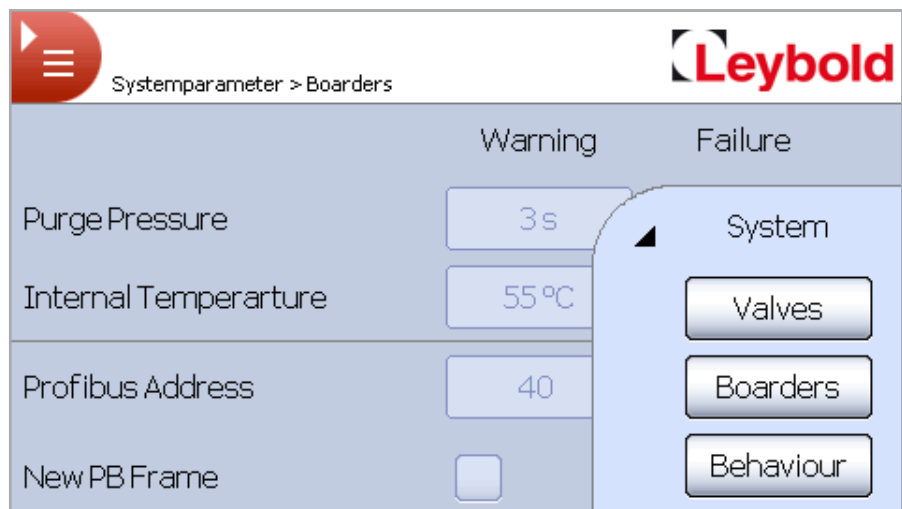 Leybold
Systemparameter > Boarders
Warning Failure
Purge Pressure 3 s
System
Internal Temperarture 55 °C
Valves
Profibus Address 40
Boarders
New PB Frame
Behaviour